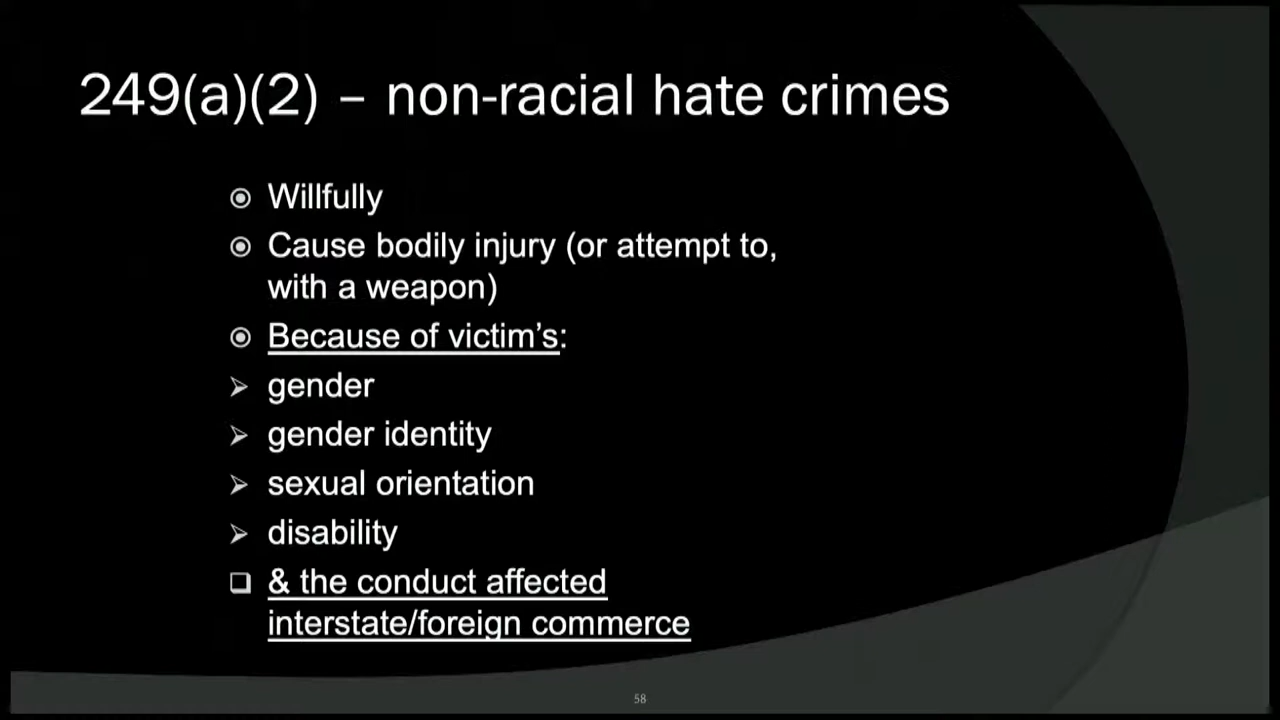 249(a)(2) – non-racial hate crimes
Willfully
Cause bodily injury (or attempt to,
with a weapon)
Because of victim's:
gender
gender identity
sexual orientation
disability
& the conduct affected
interstate/foreign commerce
58